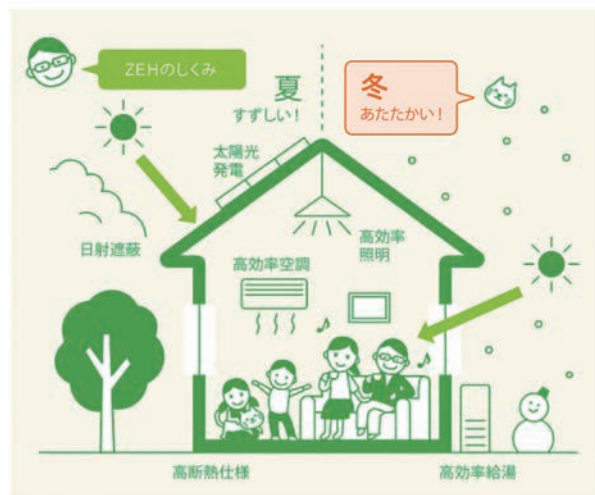 ZEHのしくみ
夏
すずしい!
冬
あたたかい!
太陽光
発電
日射遮蔽
高効率空調
高効率
照明
高断熱仕様
高効率給湯